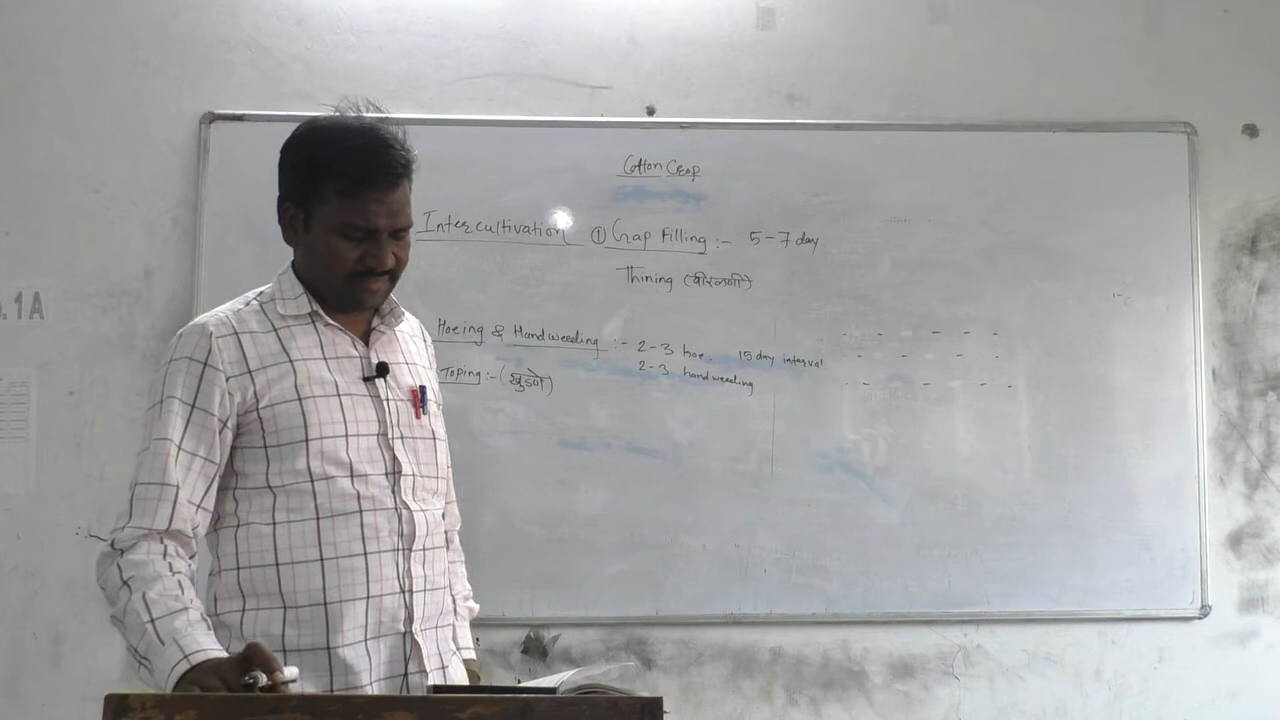 Cotton Crop
Intercultivation ① Gap Filling :- 5-7 day
Thining (वीरळणी)
Hoeing & Handweeding :- 2-3 hoe. 15 day interval
2-3 handweeding
Toping :- (खुडणे)
.1A